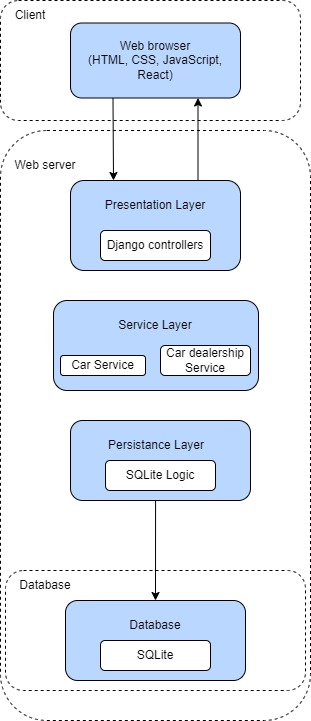 Client
Web browser
(HTML, CSS, JavaScript,
React)
Web server
Presentation Layer
Django controllers
Service Layer
Car Service
Car dealership
Service
Persistance Layer
SQLite Logic
Database
Database
SQLite